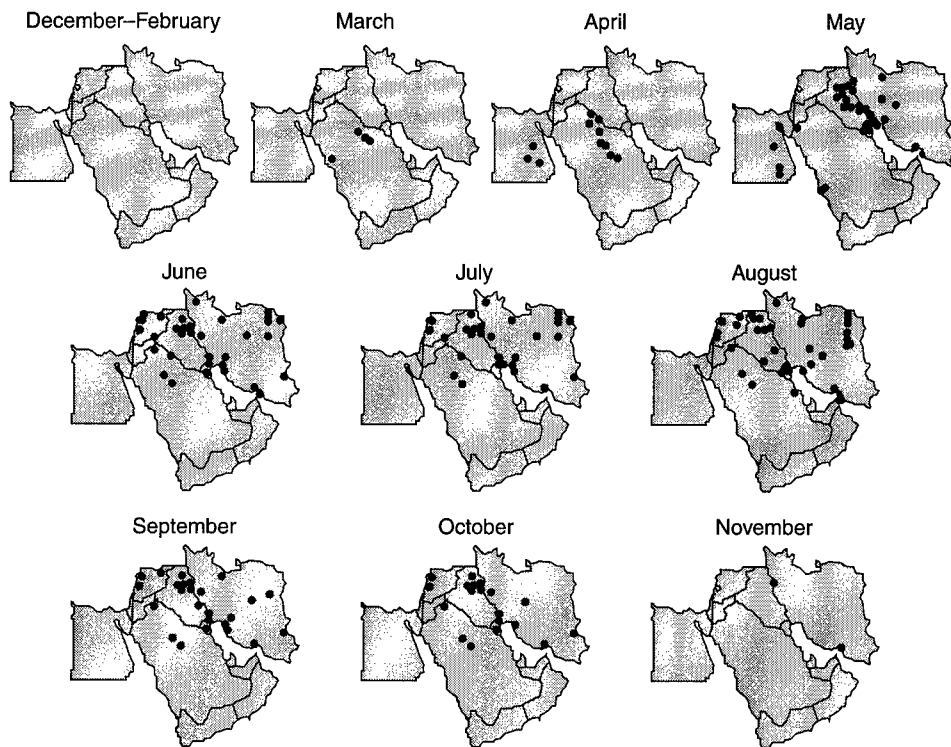 December–February
March
April
May
June
July
August
September
October
November